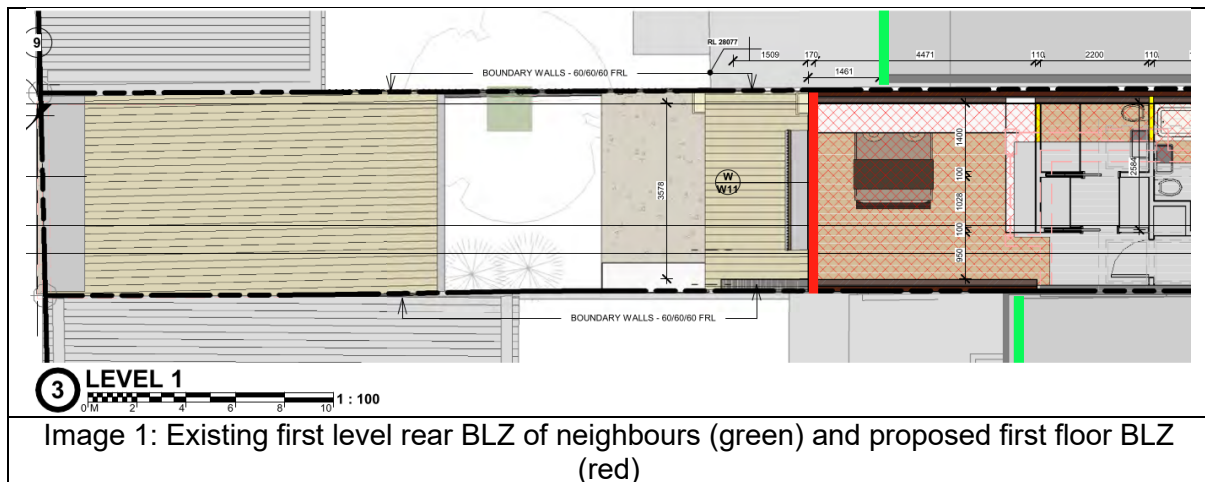 9
RL 28077
1509
170
4471
110
2200
110
1461
BOUNDARY WALLS - 60/60/60 FRL
3578
W
W11
1400
100
1028
100
950
2684
BOUNDARY WALLS - 60/60/60 FRL
3
LEVEL 1
0 M 2 4 6 8 10
1 : 100
Image 1: Existing first level rear BLZ of neighbours (green) and proposed first floor BLZ
(red)